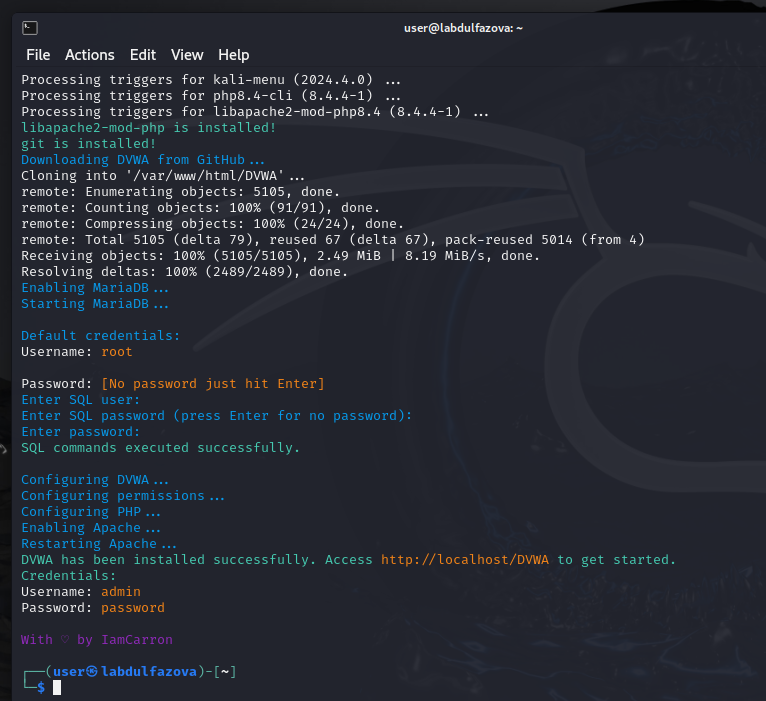 user@labdulfazova: ~
File Actions Edit View Help
Processing triggers for kali-menu (2024.4.0) ...
Processing triggers for php8.4-cli (8.4.4-1) ...
Processing triggers for libapache2-mod-php8.4 (8.4.4-1) ...
libapache2-mod-php is installed!
git is installed!
Downloading DVWA from GitHub...
Cloning into '/var/www/html/DVWA'...
remote: Enumerating objects: 5105, done.
remote: Counting objects: 100% (91/91), done.
remote: Compressing objects: 100% (24/24), done.
remote: Total 5105 (delta 79), reused 67 (delta 67), pack-reused 5014 (from 4)
Receiving objects: 100% (5105/5105), 2.49 MiB | 8.19 MiB/s, done.
Resolving deltas: 100% (2489/2489), done.
Enabling MariaDB...
Starting MariaDB...
Default credentials:
Username: root
Password: [No password just hit Enter]
Enter SQL user:
Enter SQL password (press Enter for no password):
Enter password:
SQL commands executed successfully.
Configuring DVWA...
Configuring permissions...
Configuring PHP...
Enabling Apache...
Restarting Apache...
DVWA has been installed successfully. Access http://localhost/DVWA to get started.
Credentials:
Username: admin
Password: password
With ♡ by IamCarron
┌──(user㉿labdulfazova)-[~]
└─$